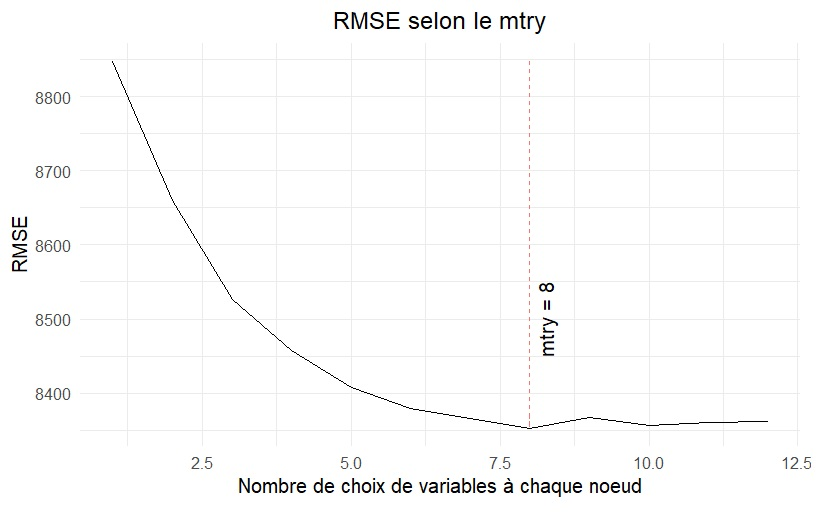 RMSE selon le mtry
RMSE
8800
8700
8600
8500
8400
mtry = 8
2.5
5.0
7.5
10.0
12.5
Nombre de choix de variables à chaque noeud